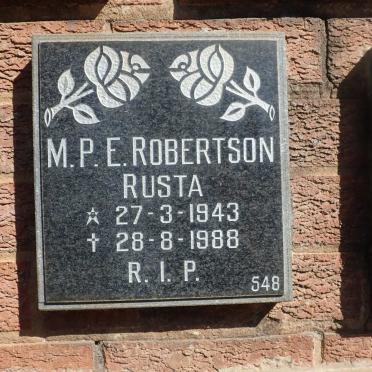 M.P.E. ROBERTSON
RUSTA
☆ 27-3-1943
† 28-8-1988
R.I.P.
548